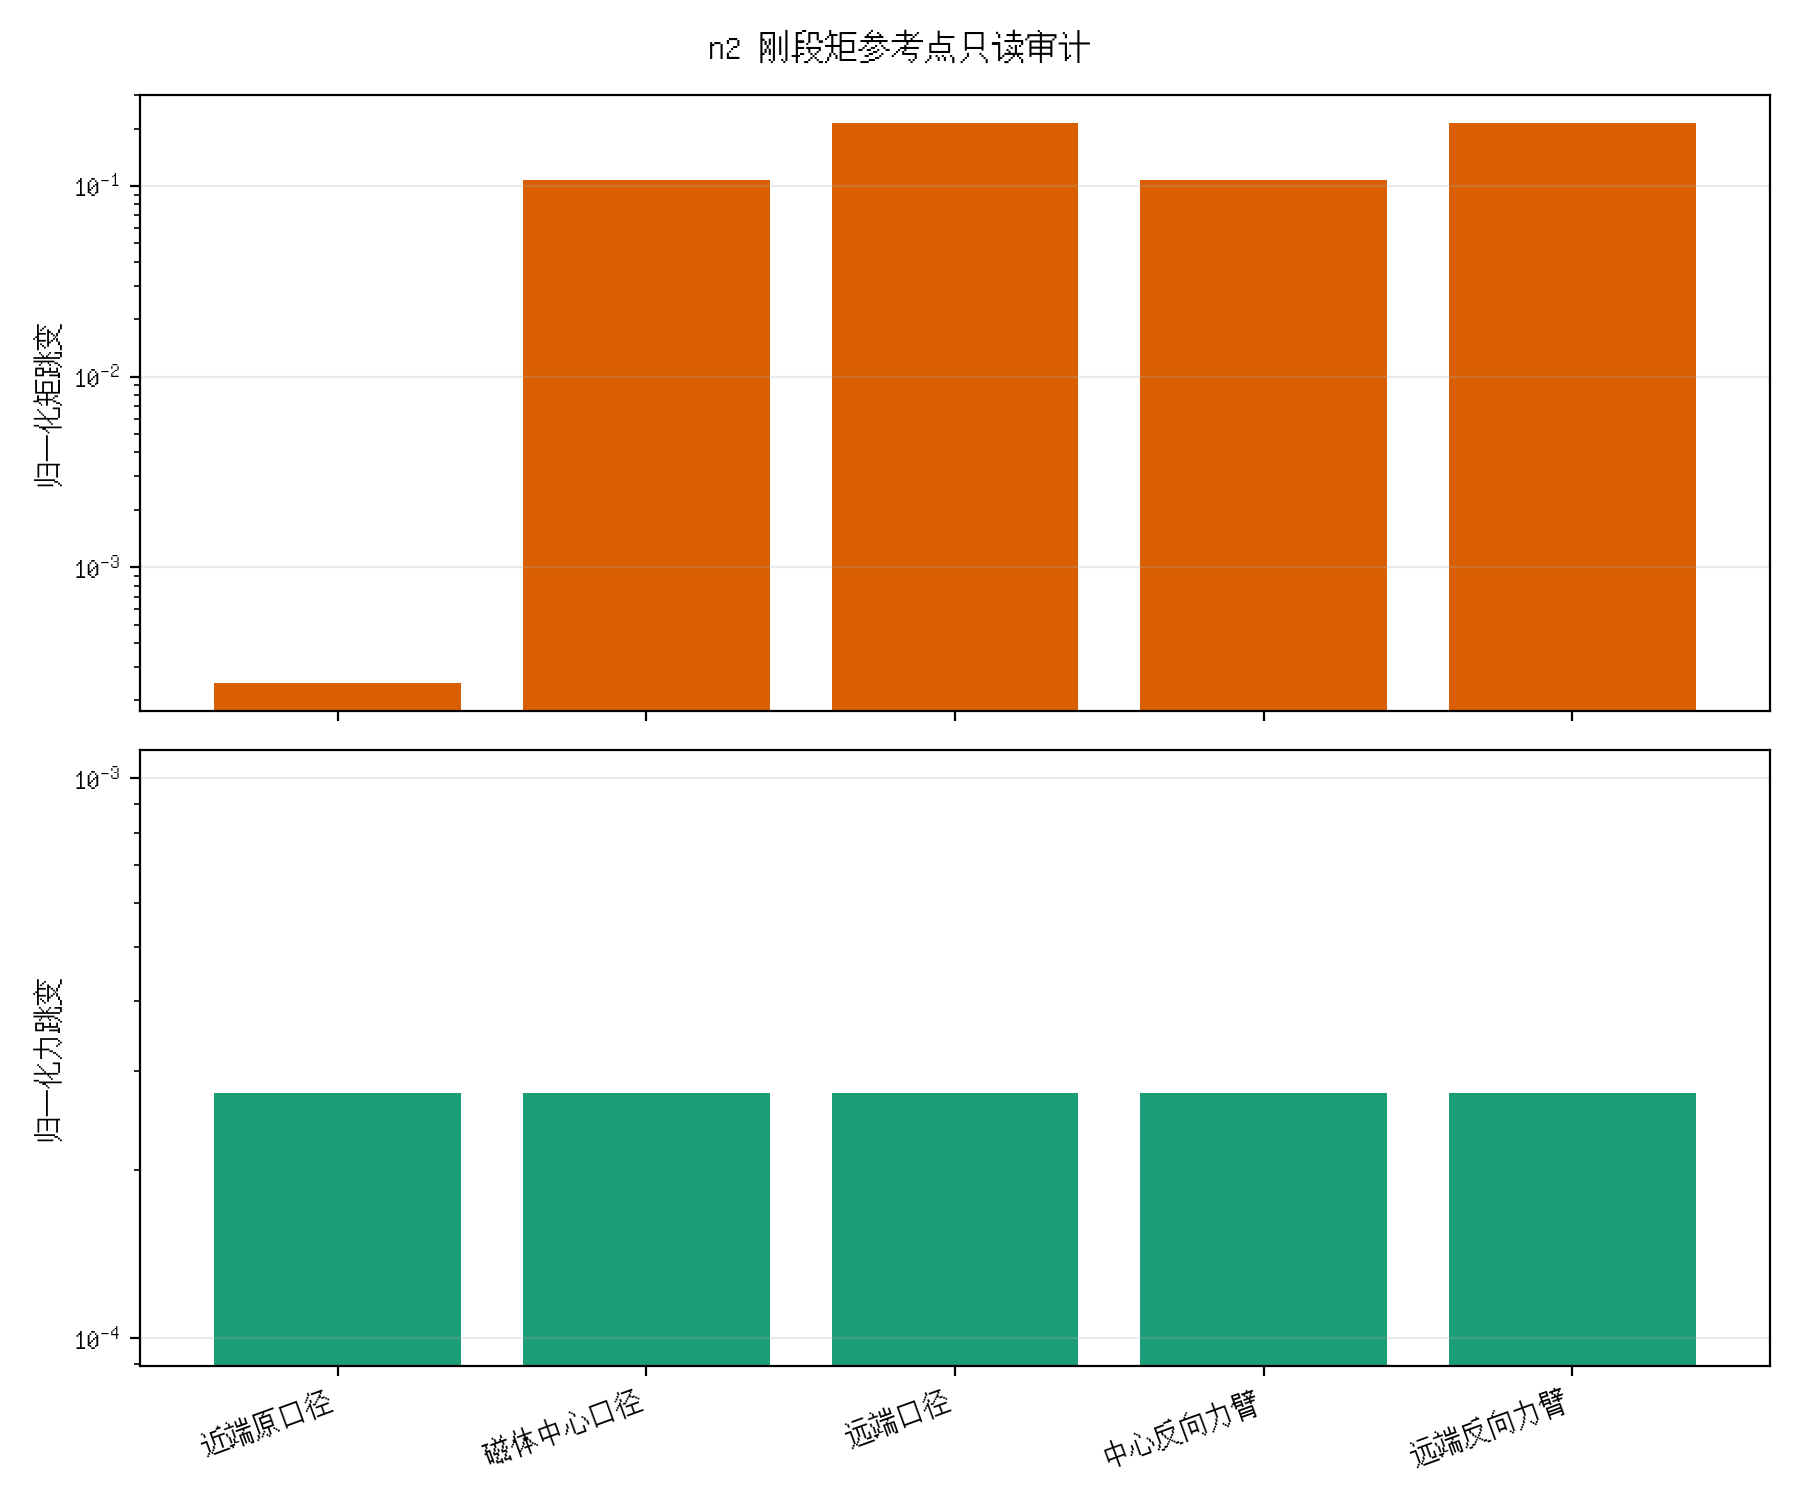 n2 刚段矩参考点只读审计
归一化矩跳变
10⁻¹
10⁻²
10⁻³
归一化力跳变
10⁻³
10⁻⁴
近端原口径
磁体中心口径
远端口径
中心反向力臂
远端反向力臂